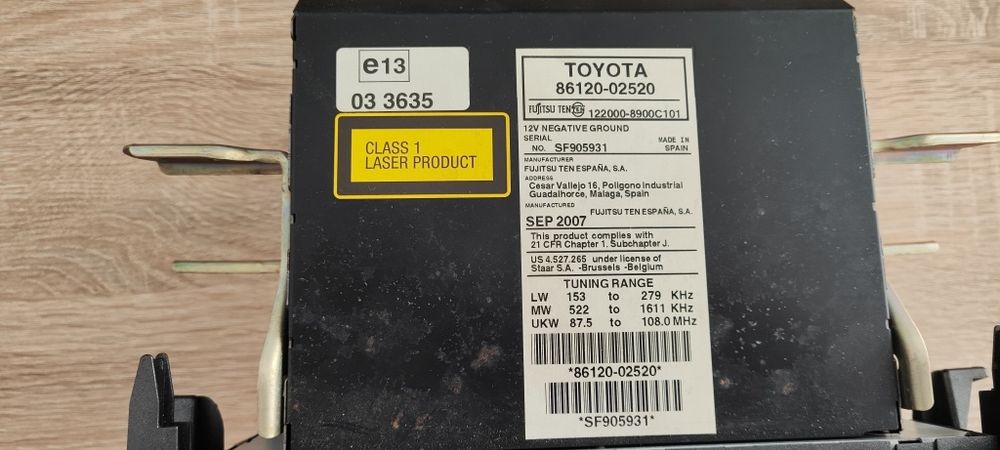 e13
03 3635
CLASS 1
LASER PRODUCT
TOYOTA
86120-02520
FUJITSU TEN TEN 122000-8900C101
12V NEGATIVE GROUND
SERIAL MADE IN
NO. SF905931 SPAIN
MANUFACTURER
FUJITSU TEN ESPAÑA, S.A.
ADDRESS
Cesar Vallejo 16, Poligono Industrial
Guadalhorce, Malaga, Spain
MANUFACTURED
FUJITSU TEN ESPAÑA, S.A.
SEP 2007
This product complies with
21 CFR Chapter 1. Subchapter J.
US 4.527.265 under license of
Staar S.A. -Brussels -Belgium
TUNING RANGE
LW 153 to 279 KHz
MW 522 to 1611 KHz
UKW 87.5 to 108.0 MHz
*86120-02520*
*SF905931*